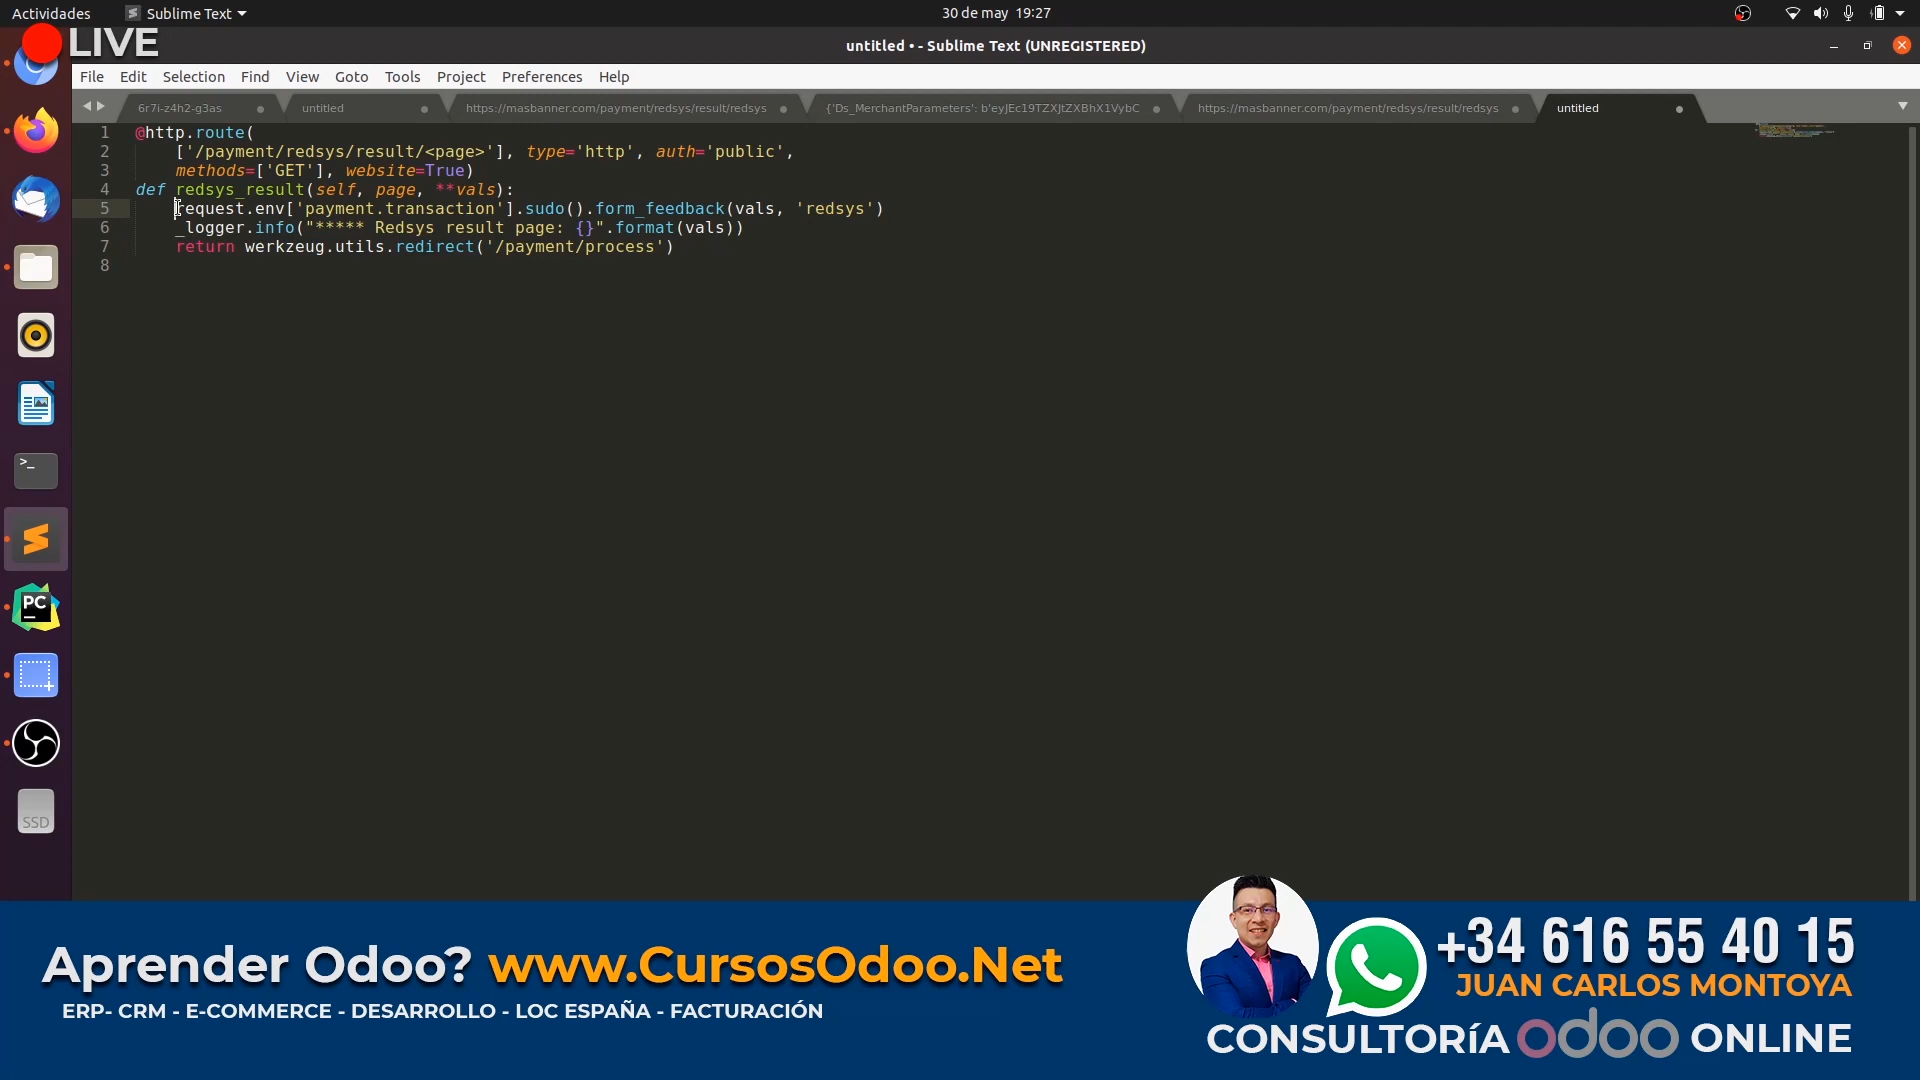 Actividades
Sublime Text
30 de may 19:27
LIVE
untitled • - Sublime Text (UNREGISTERED)
File Edit Selection Find View Goto Tools Project Preferences Help
6r7i-z4h2-g3as
untitled
https://masbanner.com/payment/redsys/result/redsys
{'Ds_MerchantParameters': b'eyJEc19TZXJtZXBhX1VybC
https://masbanner.com/payment/redsys/result/redsys
untitled
1 @http.route(
2 ['/payment/redsys/result/<page>'], type='http', auth='public',
3 methods=['GET'], website=True)
4 def redsys_result(self, page, **vals):
5 request.env['payment.transaction'].sudo().form_feedback(vals, 'redsys')
6 _logger.info("***** Redsys result page: {}".format(vals))
7 return werkzeug.utils.redirect('/payment/process')
8
PC
SSD
Aprender Odoo? www.CursosOdoo.Net
ERP- CRM - E-COMMERCE - DESARROLLO - LOC ESPAÑA - FACTURACIÓN
+34 616 55 40 15
JUAN CARLOS MONTOYA
CONSULTORíA odoo ONLINE